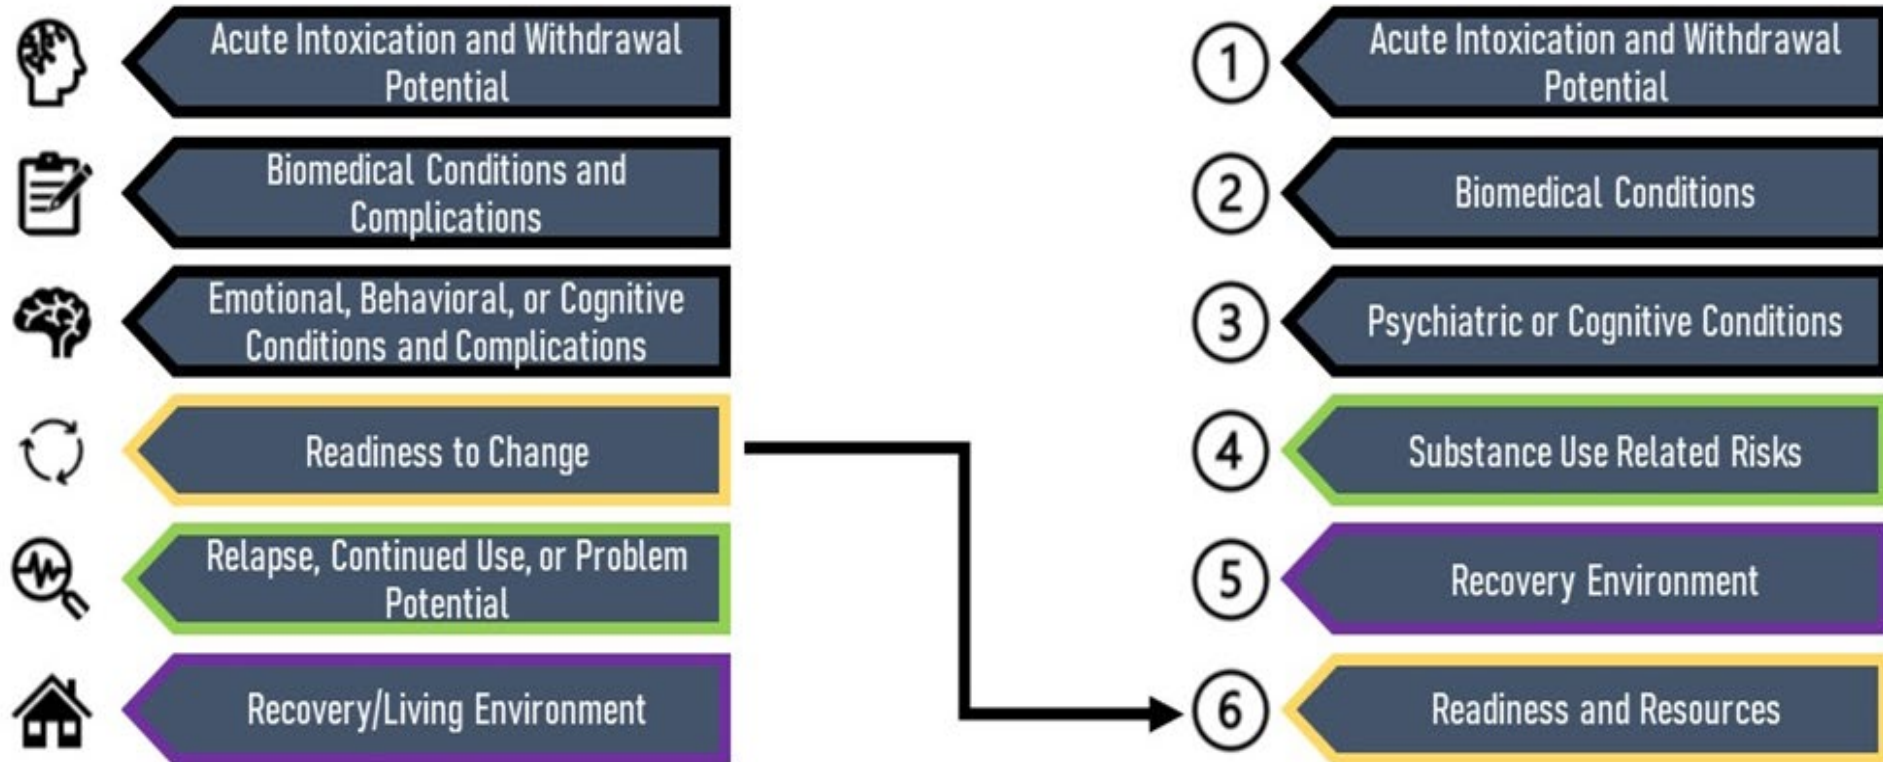 Acute Intoxication and Withdrawal
Potential
Biomedical Conditions and
Complications
Emotional, Behavioral, or Cognitive
Conditions and Complications
Readiness to Change
Relapse, Continued Use, or Problem
Potential
Recovery/Living Environment
1
Acute Intoxication and Withdrawal
Potential
2
Biomedical Conditions
3
Psychiatric or Cognitive Conditions
4
Substance Use Related Risks
5
Recovery Environment
6
Readiness and Resources